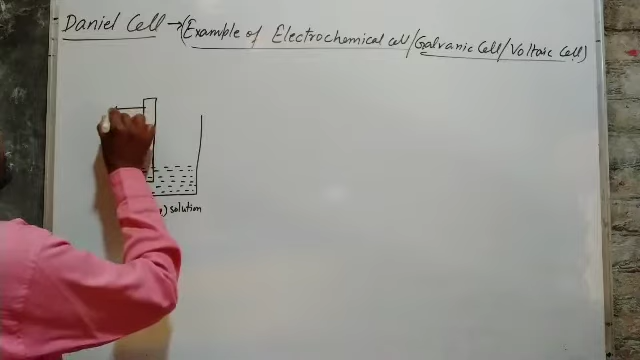 Daniel Cell → (Example of Electrochemical cell/Galvanic Cell/Voltaic Cell)
) solution